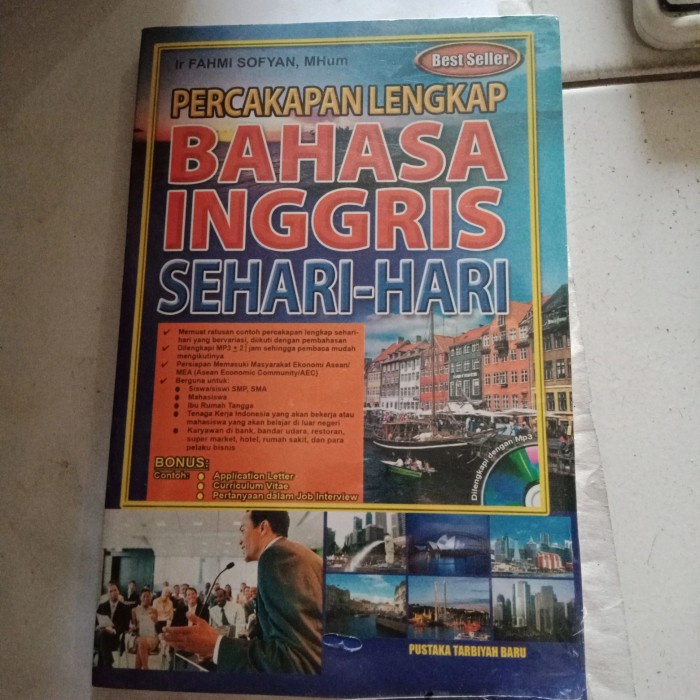 Ir FAHMI SOFYAN, MHum
Best Seller
PERCAKAPAN LENGKAP
BAHASA
INGGRIS
SEHARI-HARI
Memuat ratusan contoh percakapan lengkap sehari-
hari yang bervariasi, diikuti dengan pembahasan
Dilengkapi MP3 ± 2 jam sehingga pembaca mudah
mengikutinya
Persiapan Memasuki Masyarakat Ekonomi Asean/
MEA (Asean Economic Community/AEC)
Berguna untuk:
Siswa/siswi SMP, SMA
Mahasiswa
Ibu Rumah Tangga
Tenaga Kerja Indonesia yang akan bekerja atau
mahasiswa yang akan belajar di luar negeri
Karyawan di bank, bandar udara, restoran,
super market, hotel, rumah sakit, dan para
pelaku bisnis
BONUS:
Contoh:
Application Letter
Curriculum Vitae
Pertanyaan dalam Job Interview
Dilengkapi dengan Mp3
PUSTAKA TARBIYAH BARU